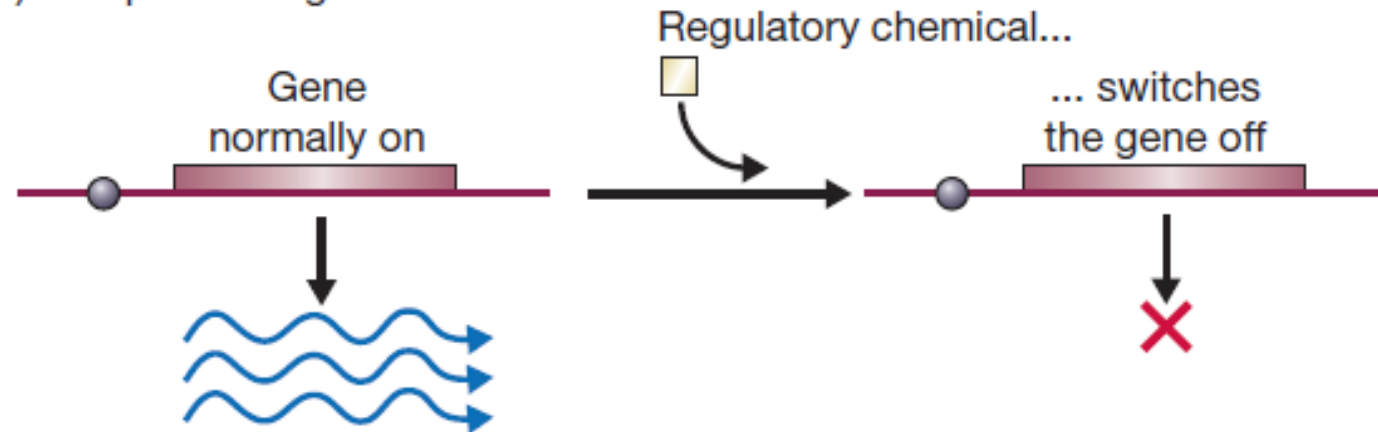 Regulatory chemical...
Gene
normally on
... switches
the gene off